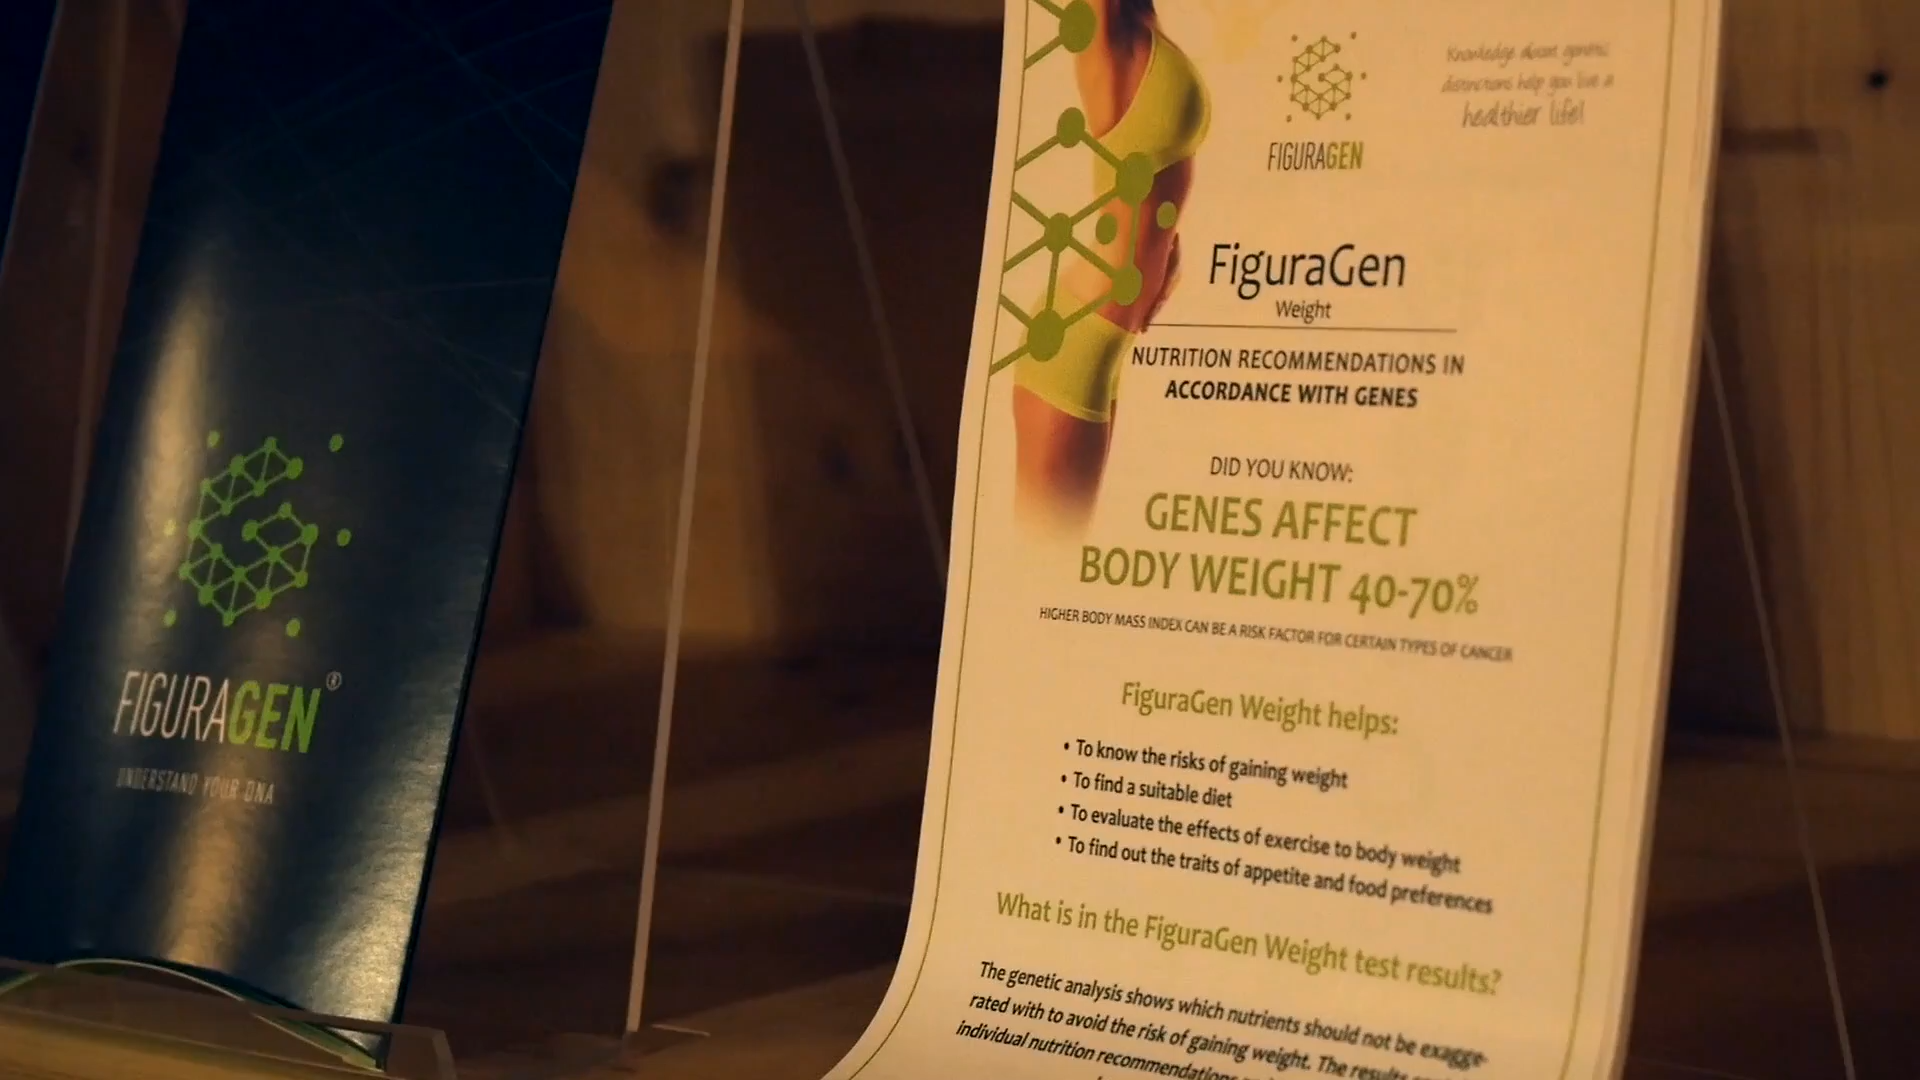 FIGURAGEN®
UNDERSTAND YOUR DNA
Knowledge about genetic
distinctions help you live a
healthier life!
FIGURAGEN
FiguraGen
Weight
NUTRITION RECOMMENDATIONS IN
ACCORDANCE WITH GENES
DID YOU KNOW:
GENES AFFECT
BODY WEIGHT 40-70%
HIGHER BODY MASS INDEX CAN BE A RISK FACTOR FOR CERTAIN TYPES OF CANCER
FiguraGen Weight helps:
• To know the risks of gaining weight
• To find a suitable diet
• To evaluate the effects of exercise to body weight
• To find out the traits of appetite and food preferences
What is in the FiguraGen Weight test results?
The genetic analysis shows which nutrients should not be exagge-
rated with to avoid the risk of gaining weight. The results
individual nutrition recommendations